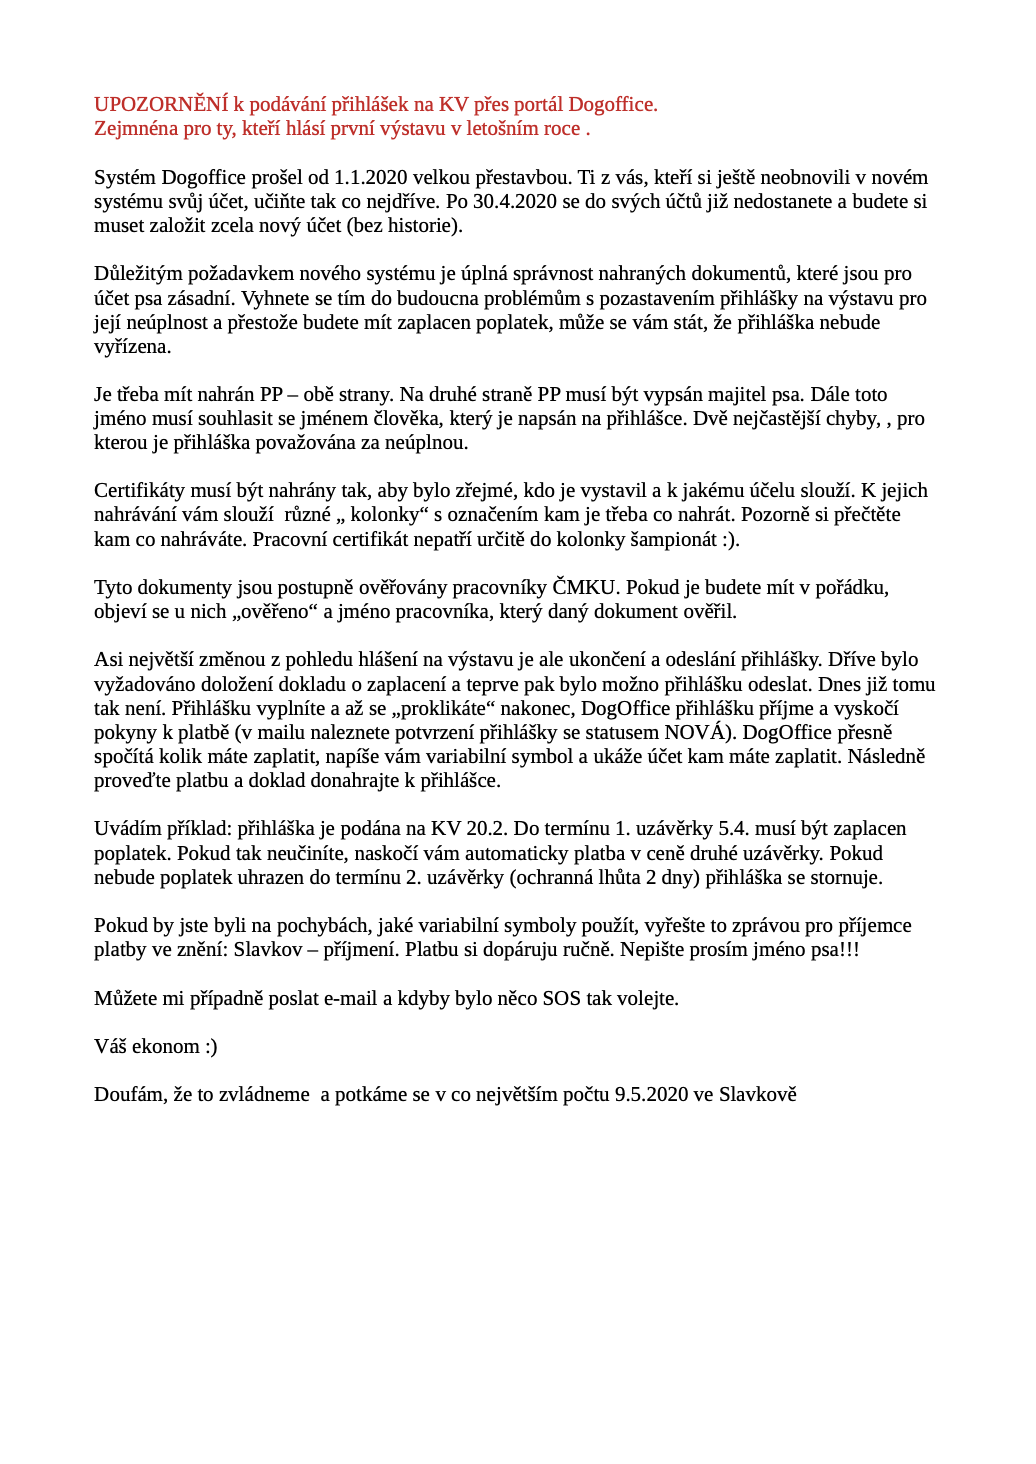 UPOZORNĚNÍ k podávání přihlášek na KV přes portál Dogoffice.
Zejmnéna pro ty, kteří hlásí první výstavu v letošním roce .
Systém Dogoffice prošel od 1.1.2020 velkou přestavbou. Ti z vás, kteří si ještě neobnovili v novém
systému svůj účet, učiňte tak co nejdříve. Po 30.4.2020 se do svých účtů již nedostanete a budete si
muset založit zcela nový účet (bez historie).
Důležitým požadavkem nového systému je úplná správnost nahraných dokumentů, které jsou pro
účet psa zásadní. Vyhnete se tím do budoucna problémům s pozastavením přihlášky na výstavu pro
její neúplnost a přestože budete mít zaplacen poplatek, může se vám stát, že přihláška nebude
vyřízena.
Je třeba mít nahrán PP – obě strany. Na druhé straně PP musí být vypsán majitel psa. Dále toto
jméno musí souhlasit se jménem člověka, který je napsán na přihlášce. Dvě nejčastější chyby, , pro
kterou je přihláška považována za neúplnou.
Certifikáty musí být nahrány tak, aby bylo zřejmé, kdo je vystavil a k jakému účelu slouží. K jejich
nahrávání vám slouží  různé „ kolonky“ s označením kam je třeba co nahrát. Pozorně si přečtěte
kam co nahráváte. Pracovní certifikát nepatří určitě do kolonky šampionát :).
Tyto dokumenty jsou postupně ověřovány pracovníky ČMKU. Pokud je budete mít v pořádku,
objeví se u nich „ověřeno“ a jméno pracovníka, který daný dokument ověřil.
Asi největší změnou z pohledu hlášení na výstavu je ale ukončení a odeslání přihlášky. Dříve bylo
vyžadováno doložení dokladu o zaplacení a teprve pak bylo možno přihlášku odeslat. Dnes již tomu
tak není. Přihlášku vyplníte a až se „proklikáte“ nakonec, DogOffice přihlášku příjme a vyskočí
pokyny k platbě (v mailu naleznete potvrzení přihlášky se statusem NOVÁ). DogOffice přesně
spočítá kolik máte zaplatit, napíše vám variabilní symbol a ukáže účet kam máte zaplatit. Následně
proveďte platbu a doklad donahrajte k přihlášce.
Uvádím příklad: přihláška je podána na KV 20.2. Do termínu 1. uzávěrky 5.4. musí být zaplacen
poplatek. Pokud tak neučiníte, naskočí vám automaticky platba v ceně druhé uzávěrky. Pokud
nebude poplatek uhrazen do termínu 2. uzávěrky (ochranná lhůta 2 dny) přihláška se stornuje.
Pokud by jste byli na pochybách, jaké variabilní symboly použít, vyřešte to zprávou pro příjemce
platby ve znění: Slavkov – příjmení. Platbu si dopáruju ručně. Nepište prosím jméno psa!!!
Můžete mi případně poslat e-mail a kdyby bylo něco SOS tak volejte.
Váš ekonom :)
Doufám, že to zvládneme  a potkáme se v co největším počtu 9.5.2020 ve Slavkově